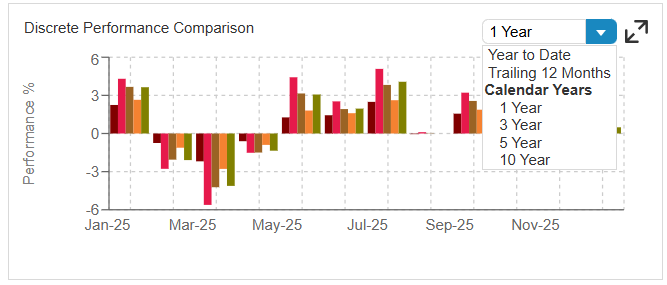 Discrete Performance Comparison
1 Year
Year to Date
Trailing 12 Months
Calendar Years
1 Year
3 Year
5 Year
10 Year
Performance %
6
3
0
-3
-6
Jan-25 Mar-25 May-25 Jul-25 Sep-25 Nov-25